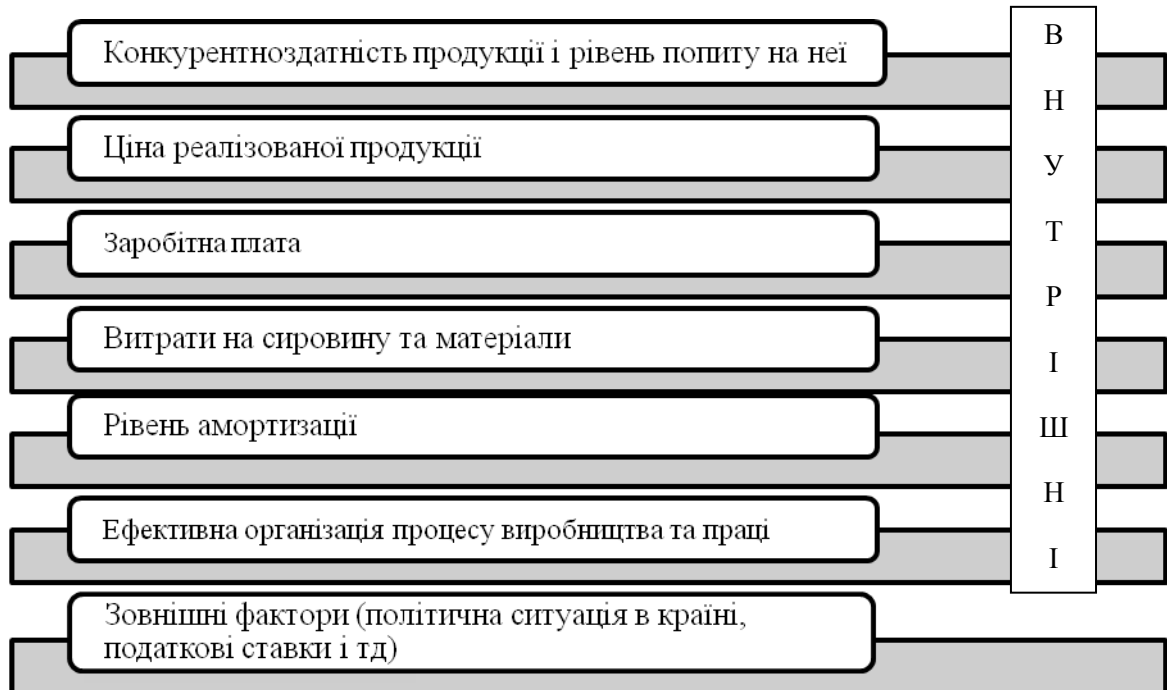 Конкурентноздатність продукції і рівень попиту на неї
Ціна реалізованої продукції
Заробітна плата
Витрати на сировину та матеріали
Рівень амортизації
Ефективна організація процесу виробництва та праці
Зовнішні фактори (політична ситуація в країні,
податкові ставки і тд)
В
Н
У
Т
Р
І
Ш
Н
І